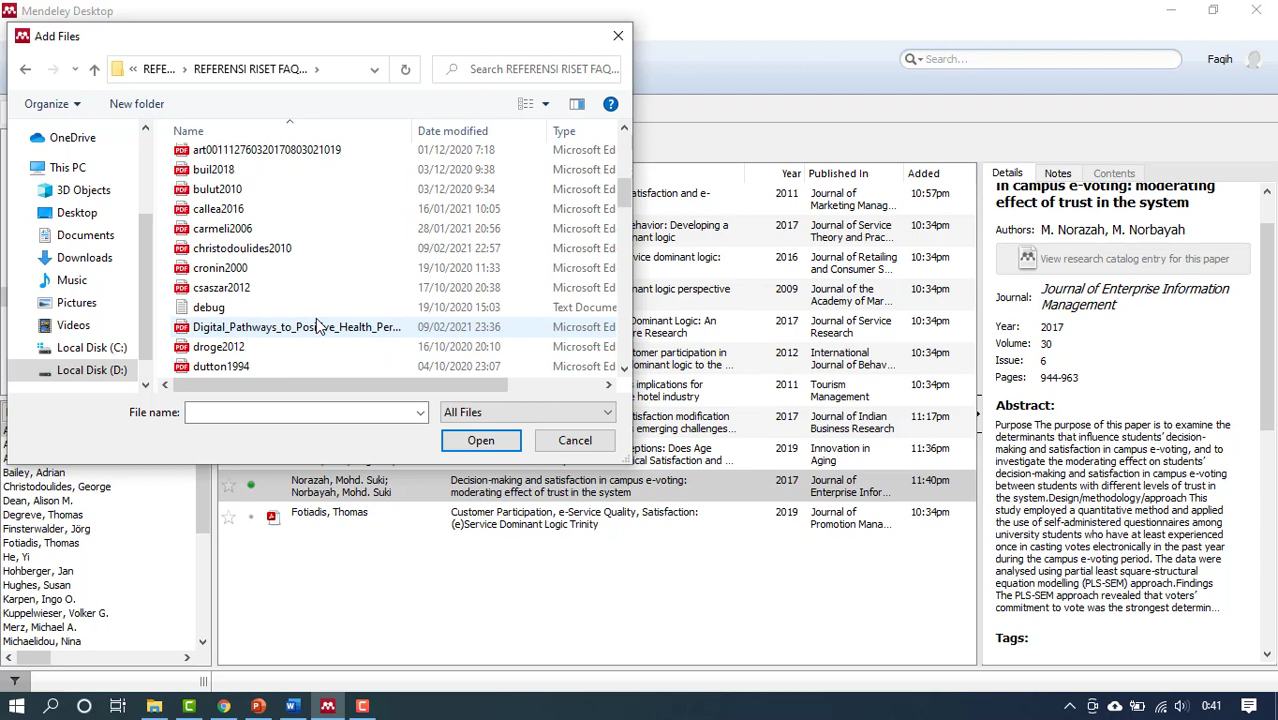 Mendeley Desktop
Add Files
REFE...
REFERENSI RISET FAQ...
Search REFERENSI RISET FAQ...
Search...
Faqih
Organize
New folder
OneDrive
This PC
3D Objects
Desktop
Documents
Downloads
Music
Pictures
Videos
Local Disk (C:)
Local Disk (D:)
Name
Date modified
Type
art001112760320170803021019 01/12/2020 7:18 Microsoft Ed
buil2018 03/12/2020 9:38 Microsoft Ed
bulut2010 03/12/2020 9:34 Microsoft Ed
callea2016 16/01/2021 10:05 Microsoft Ed
carmeli2006 28/01/2021 20:56 Microsoft Ed
christodoulides2010 09/02/2021 22:57 Microsoft Ed
cronin2000 19/10/2020 11:33 Microsoft Ed
csaszar2012 17/10/2020 20:38 Microsoft Ed
debug 19/10/2020 15:03 Text Docume
Digital_Pathways_to_Positive_Health_Per... 09/02/2021 23:36 Microsoft Ed
droge2012 16/10/2020 20:10 Microsoft Ed
dutton1994 04/10/2020 23:07 Microsoft Ed
File name:
All Files
Open
Cancel
Year
Published In
Added
atisfaction and e- 2011 Journal of 10:57pm
Marketing Manag...
ehavior: Developing a 2017 Journal of Service 10:34pm
nant logic Theory and Prac...
vice dominant logic: 2016 Journal of Retailing 10:34pm
and Consumer S...
nant logic perspective 2009 Journal of the 10:34pm
Academy of Mar...
Dominant Logic: An 2017 Journal of Service 10:34pm
Research
tomer participation in 2012 International 10:34pm
dominant logic to the Journal of Behav...
s implications for 2011 Tourism 10:34pm
hotel industry Management
atisfaction modification 2017 Journal of Indian 11:17pm
emerging challenges... Business Research
eptions: Does Age 2019 Innovation in 11:36pm
ical Satisfaction and ... Aging
Norazah, Mohd. Suki; Decision-making and satisfaction in campus e-voting: 2017 Journal of 11:40pm
Norbayah, Mohd. Suki moderating effect of trust in the system Enterprise Infor...
Fotiadis, Thomas Customer Participation, e-Service Quality, Satisfaction: 2019 Journal of 10:34pm
(e)Service Dominant Logic Trinity Promotion Mana...
Bailey, Adrian
Christodoulides, George
Dean, Alison M.
Degreve, Thomas
Finsterwalder, Jörg
Fotiadis, Thomas
He, Yi
Hohberger, Jan
Hughes, Susan
Karpen, Ingo O.
Kuppelwieser, Volker G.
Merz, Michael A.
Michaelidou, Nina
Details
Notes
Contents
in campus e-voting: moderating
effect of trust in the system
Authors: M. Norazah, M. Norbayah
View research catalog entry for this paper
Journal: Journal of Enterprise Information
Management
Year: 2017
Volume: 30
Issue: 6
Pages: 944-963
Abstract:
Purpose The purpose of this paper is to examine the
determinants that influence students' decision-
making and satisfaction in campus e-voting, and to
investigate the moderating effect on students'
decision-making and satisfaction in campus e-voting
between students with different levels of trust in
the system.Design/methodology/approach This
study employed a quantitative method and applied
the use of self-administered questionnaires among
university students who have at least experienced
once in casting votes electronically in the past year
during the campus e-voting period. The data were
analysed using partial least square-structural
equation modelling (PLS-SEM) approach.Findings
The PLS-SEM approach revealed that voters'
commitment to vote was the strongest determin...
Tags:
0:41